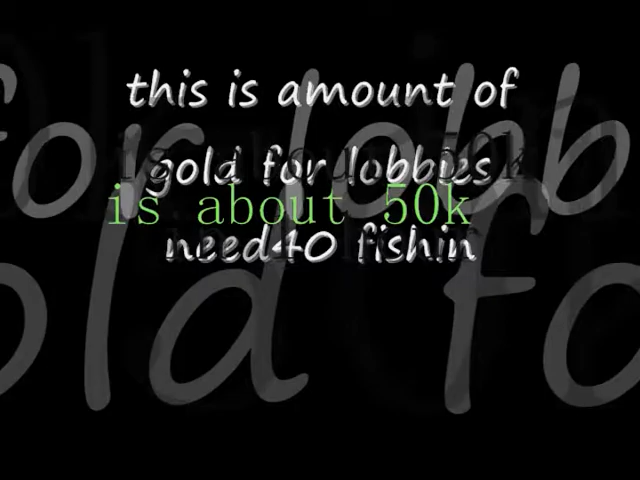 this is amount of
gold for lobbies
is about 50k
need40 fishin